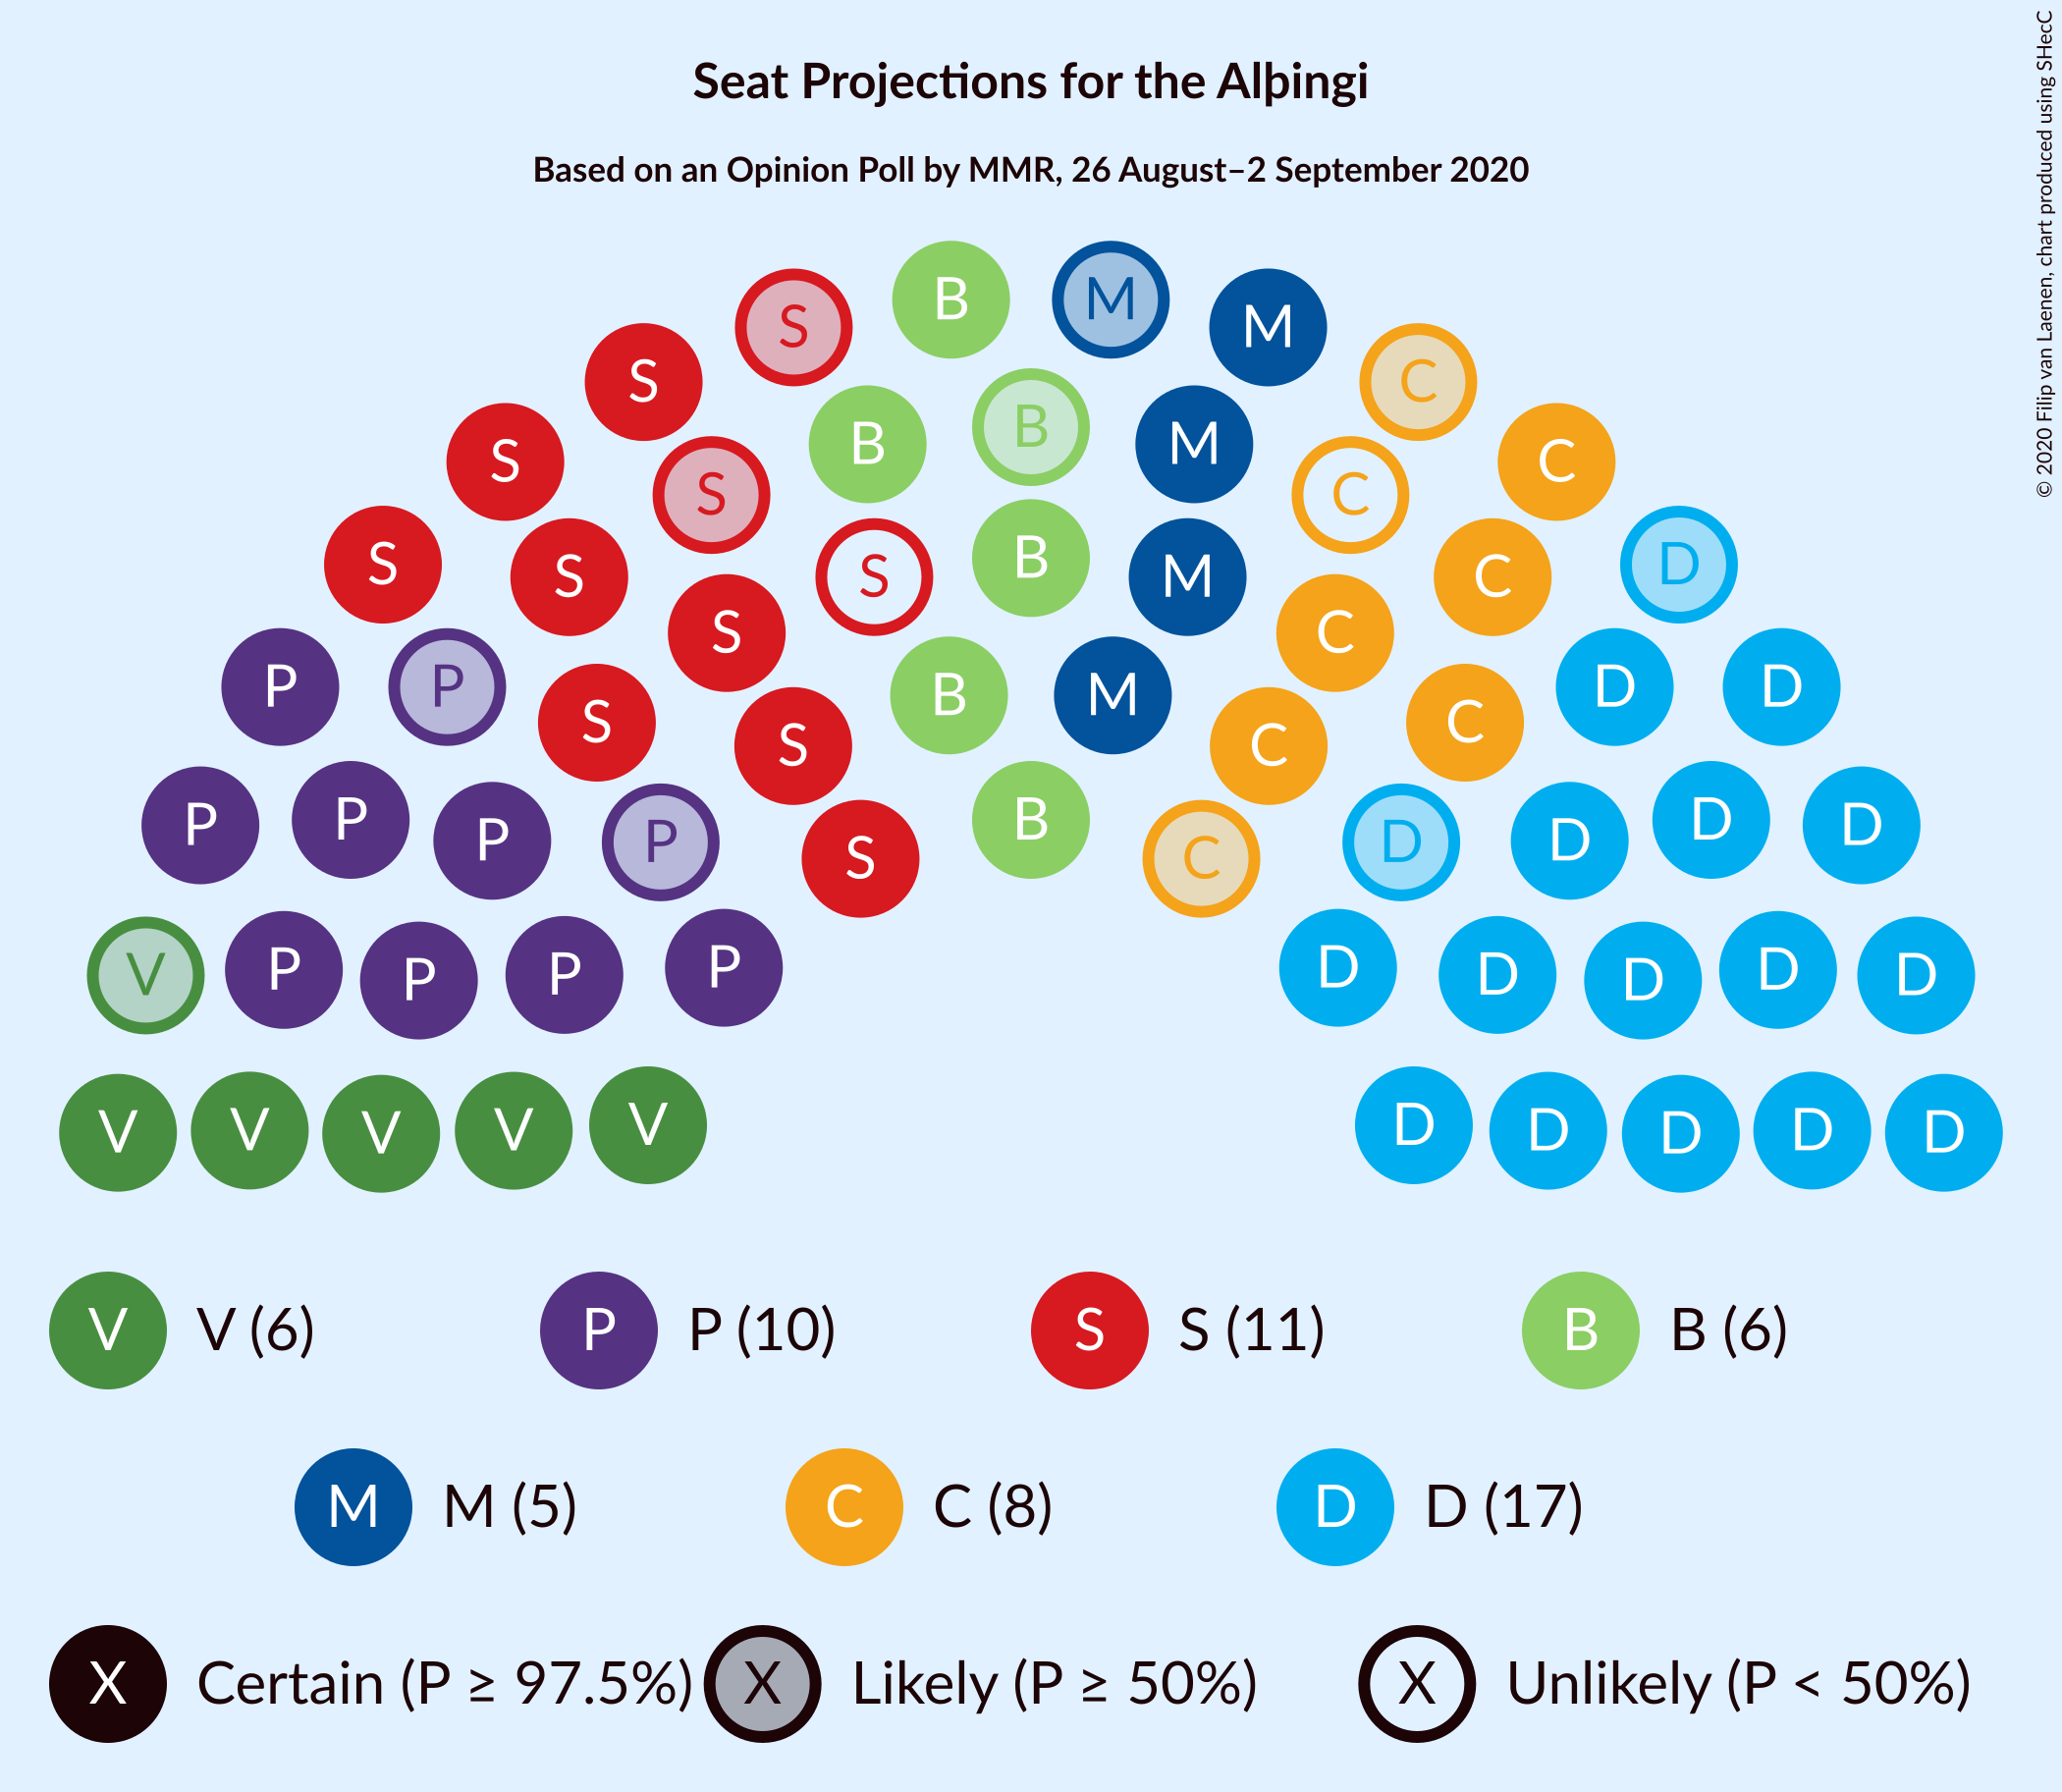 Seat Projections for the Alþingi
Based on an Opinion Poll by MMR, 26 August–2 September 2020
© 2020 Filip van Laenen, chart produced using SHecC
B M
S M
S C
B
B M
S C
S C
B
S D
S S M C
S C
P P D D
B M
S C
S C
P P P P S B C D D D D
V P P P P D D D D D
V V V V V D D D D D
V V (6) P P (10) S S (11) B B (6)
M M (5) C C (8) D D (17)
X Certain (P ≥ 97.5%) X Likely (P ≥ 50%) X Unlikely (P < 50%)